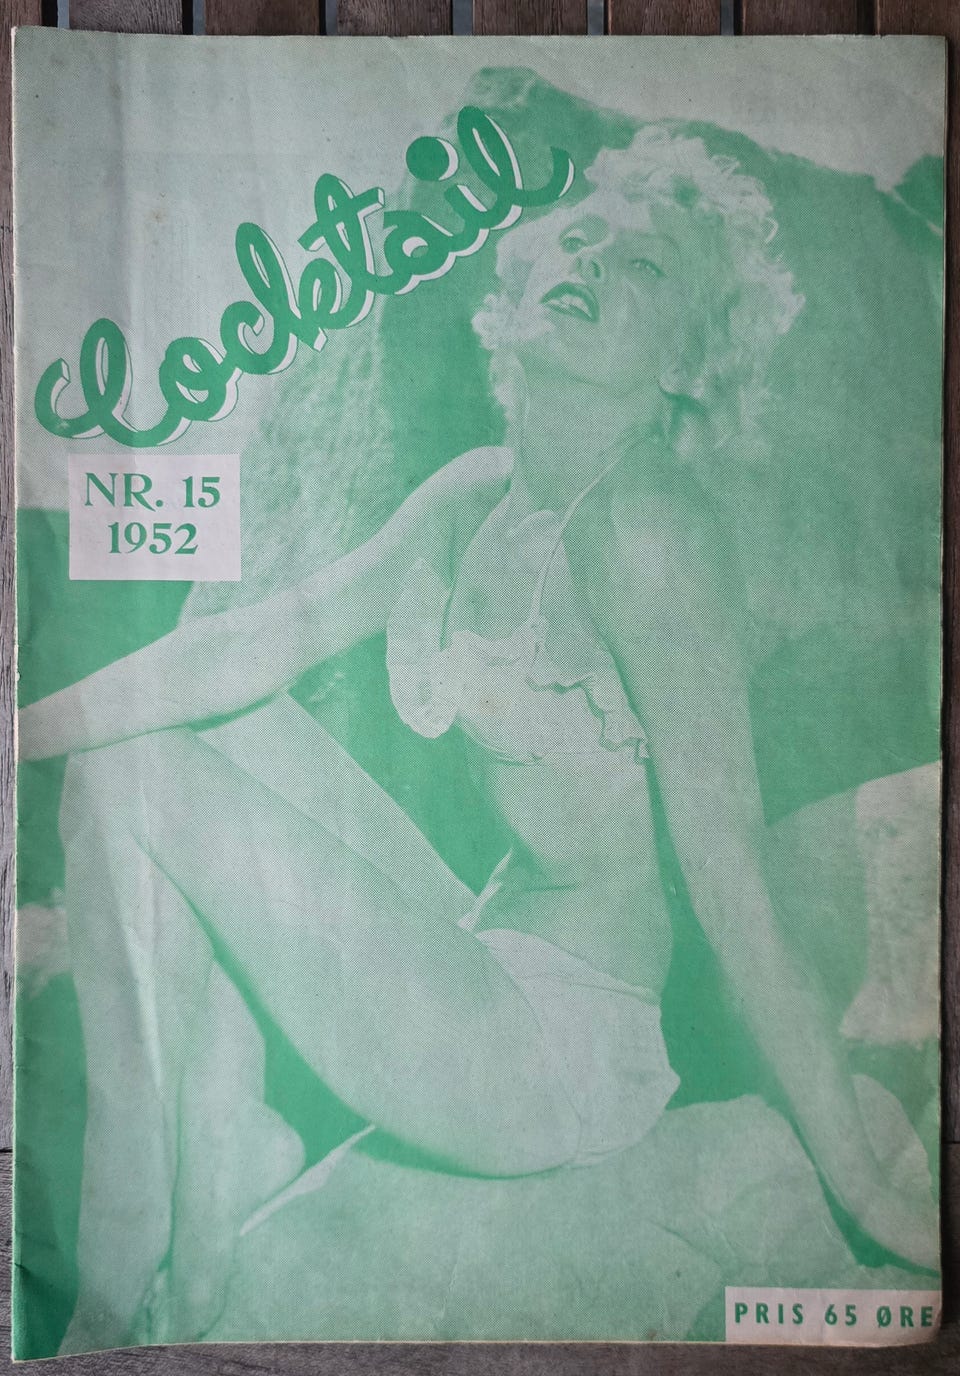 Cocktail
NR. 15
1952
PRIS 65 ØRE